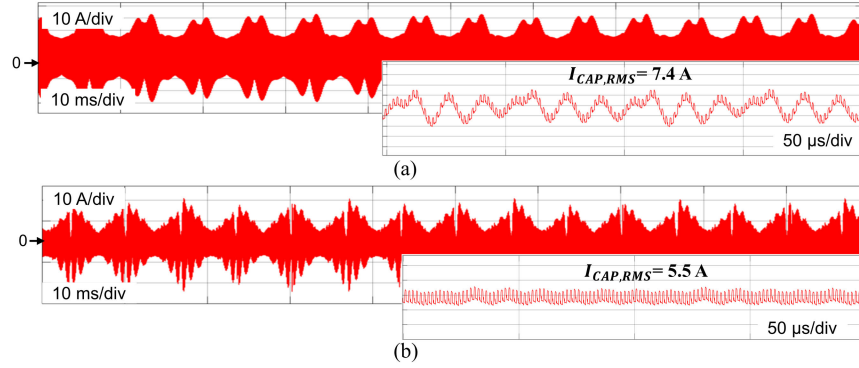 10 A/div
0
10 ms/div
I_CAP,RMS= 7.4 A
50 µs/div
(a)
10 A/div
0
10 ms/div
I_CAP,RMS= 5.5 A
50 µs/div
(b)